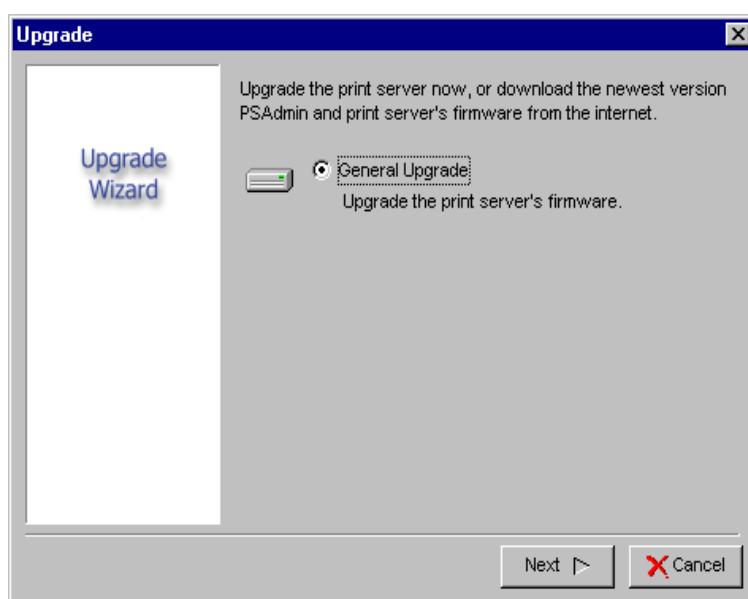 Upgrade
Upgrade the print server now, or download the newest version
PSAdmin and print server's firmware from the internet.
Upgrade
Wizard
General Upgrade
Upgrade the print server's firmware.
Next
Cancel